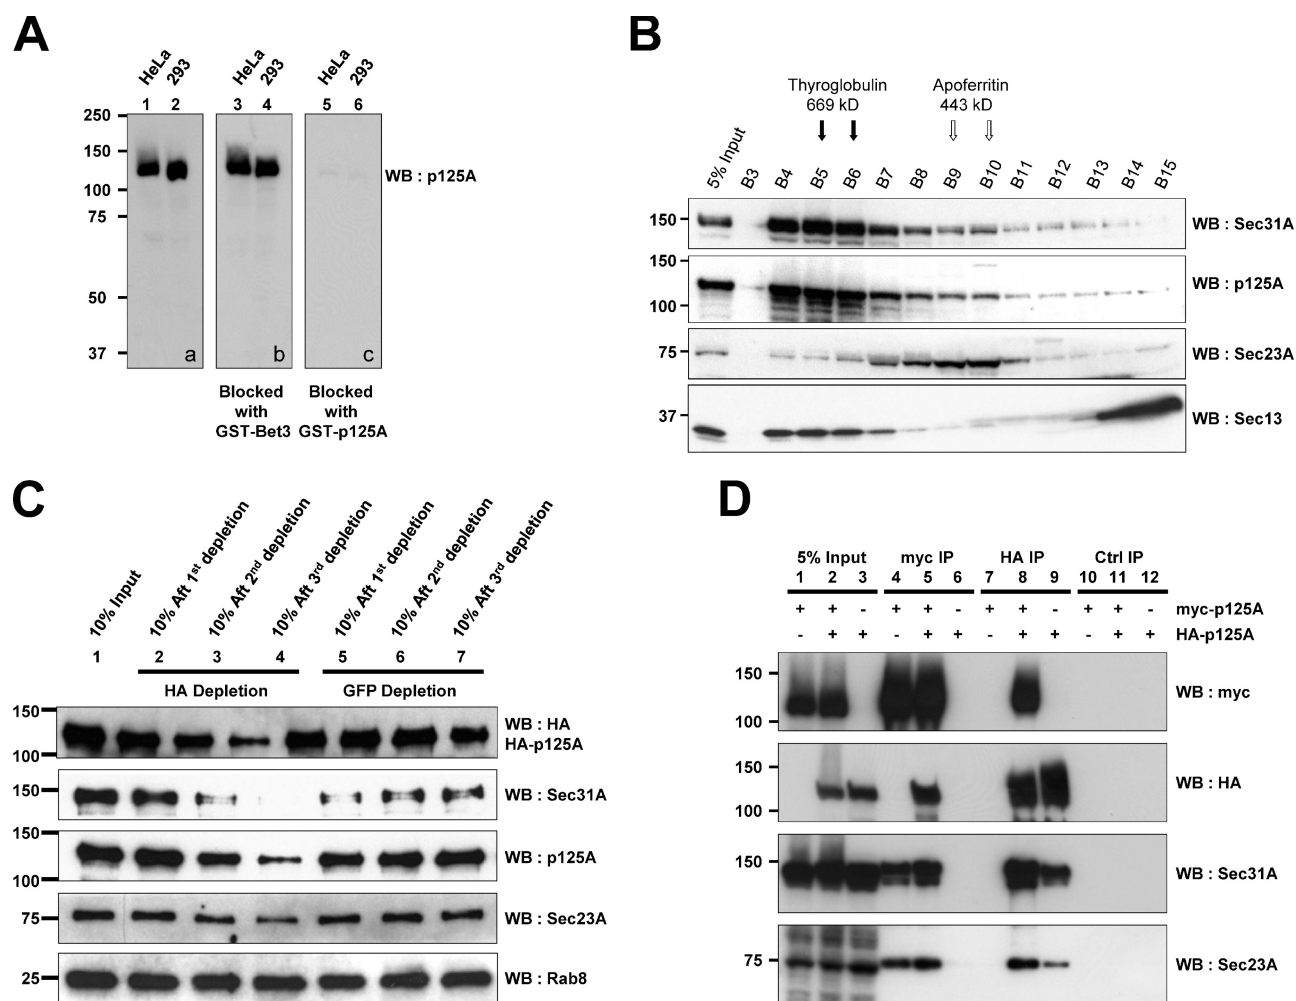 A
HeLa 293 HeLa 293 HeLa 293
1 2 3 4 5 6
250
150
100
75
50
37
WB : p125A
a b c
Blocked with GST-Bet3
Blocked with GST-p125A
B
Thyroglobulin 669 kD
Apoferritin 443 kD
5% Input B3 B4 B5 B6 B7 B8 B9 B10 B11 B12 B13 B14 B15
150 WB : Sec31A
150
100
WB : p125A
75 WB : Sec23A
37 WB : Sec13
C
10% Input
10% Aft 1st depletion
10% Aft 2nd depletion
10% Aft 3rd depletion
10% Aft 1st depletion
10% Aft 2nd depletion
10% Aft 3rd depletion
1 2 3 4 5 6 7
HA Depletion GFP Depletion
150
100
WB : HA
HA-p125A
150 WB : Sec31A
150
100
WB : p125A
75 WB : Sec23A
25 WB : Rab8
D
5% Input myc IP HA IP Ctrl IP
1 2 3 4 5 6 7 8 9 10 11 12
+ + - + + - + + - + + - myc-p125A
- + + - + + - + + - + + HA-p125A
150
100
WB : myc
150
100
WB : HA
150 WB : Sec31A
75 WB : Sec23A